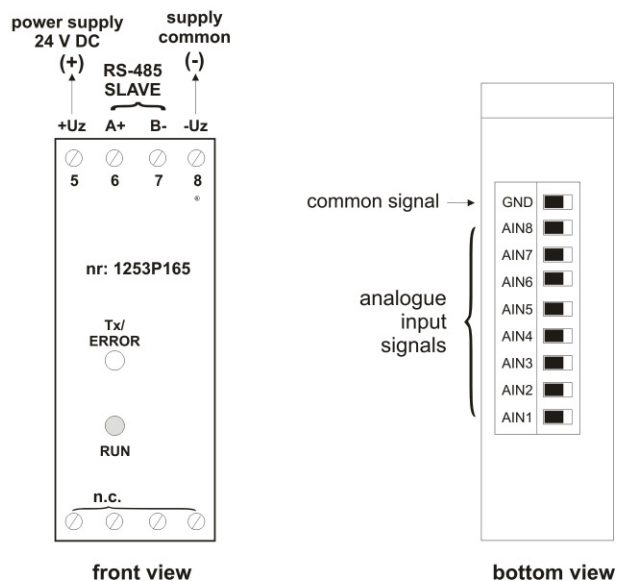 power supply
24 V DC
(+)
supply
common
(-)
RS-485
SLAVE
+Uz A+ B- -Uz
5 6 7 8
®
nr: 1253P165
Tx/
ERROR
RUN
n.c.
front view
common signal
GND
AIN8
AIN7
AIN6
AIN5
AIN4
AIN3
AIN2
AIN1
analogue
input
signals
bottom view